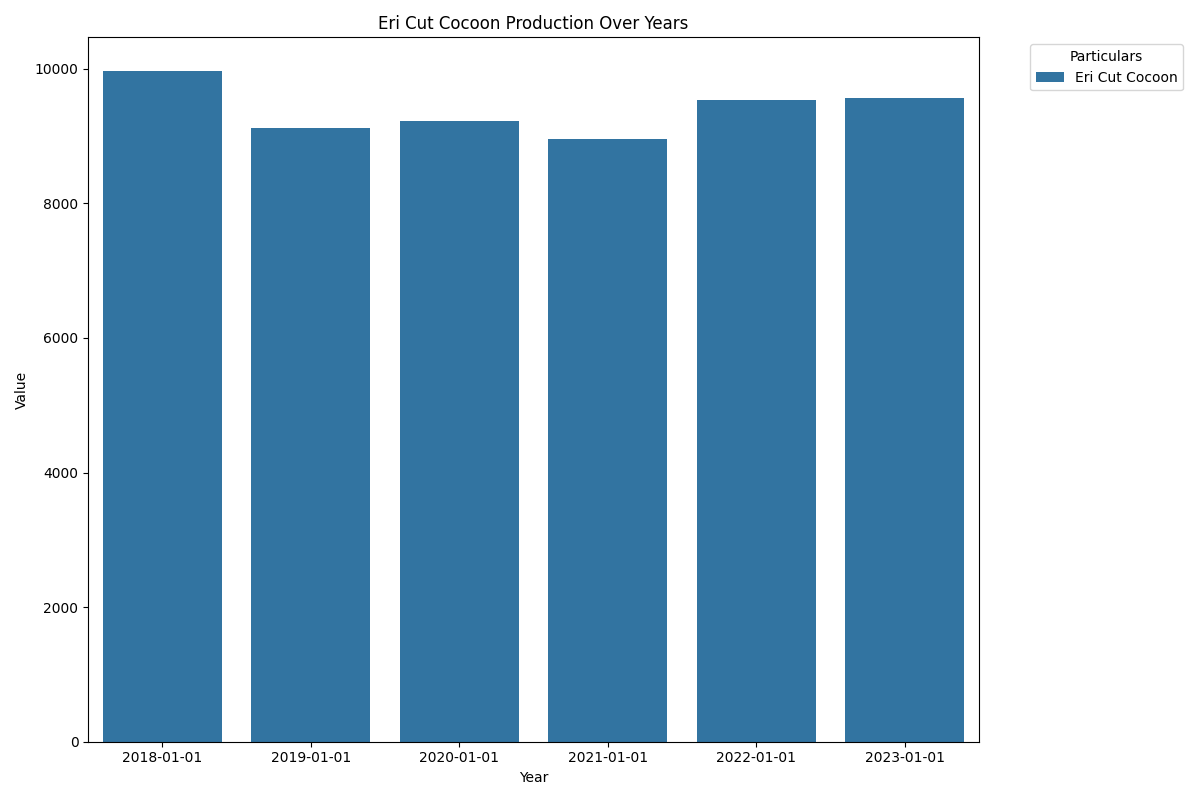 Eri Cut Cocoon Production Over Years
Particulars
Eri Cut Cocoon
Value
10000
8000
6000
4000
2000
0
2018-01-01
2019-01-01
2020-01-01
2021-01-01
2022-01-01
2023-01-01
Year